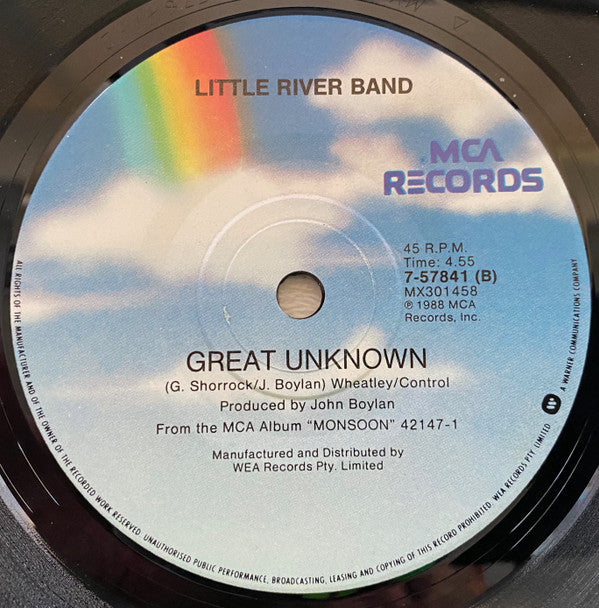 LITTLE RIVER BAND
MCA
RECORDS
45 R.P.M.
Time: 4.55
7-57841 (B)
MX301458
℗ 1988 MCA
Records, Inc.
GREAT UNKNOWN
(G. Shorrock/J. Boylan) Wheatley/Control
Produced by John Boylan
From the MCA Album "MONSOON" 42147-1
Manufactured and Distributed by
WEA Records Pty. Limited
ALL RIGHTS OF THE MANUFACTURER AND OF THE OWNER OF THE RECORDED WORK RESERVED. UNAUTHORISED PUBLIC PERFORMANCE, BROADCASTING, LEASING AND COPYING OF THIS RECORD PROHIBITED. WEA RECORDS PTY. LIMITED
A WARNER COMMUNICATIONS COMPANY